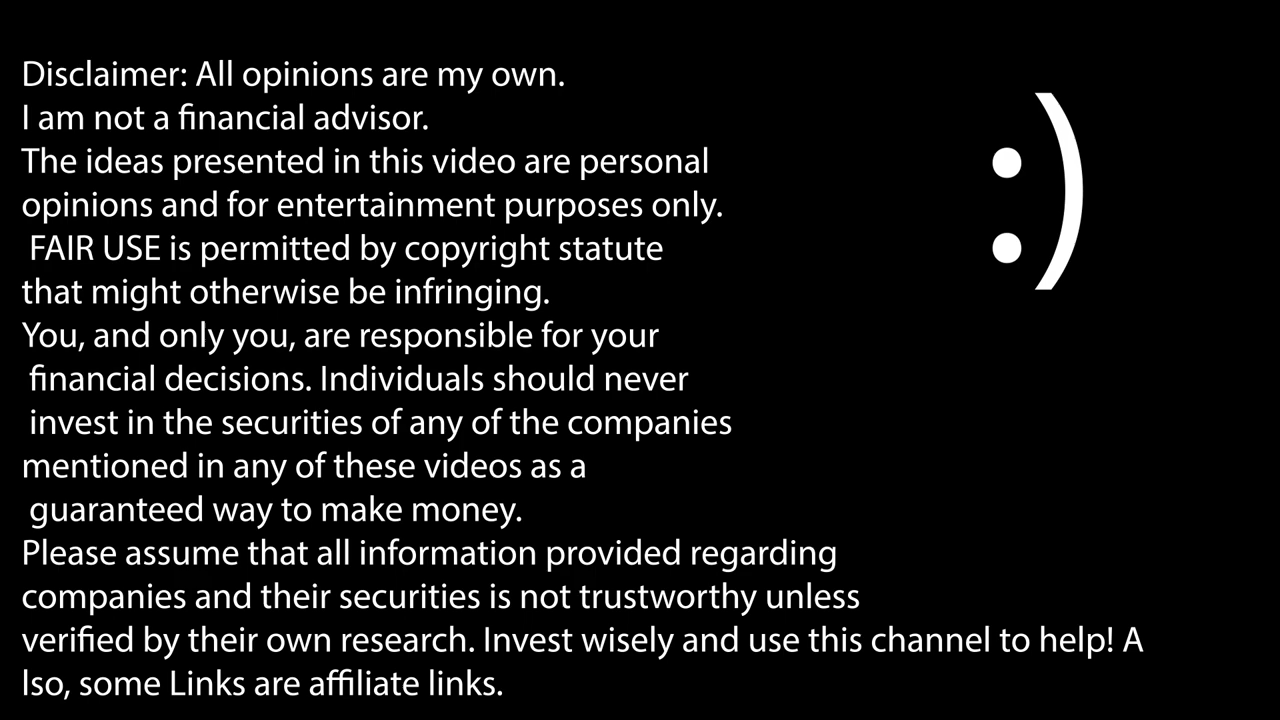 Disclaimer: All opinions are my own.
I am not a financial advisor.
The ideas presented in this video are personal
opinions and for entertainment purposes only.
FAIR USE is permitted by copyright statute
that might otherwise be infringing.
You, and only you, are responsible for your
financial decisions. Individuals should never
invest in the securities of any of the companies
mentioned in any of these videos as a
guaranteed way to make money.
Please assume that all information provided regarding
companies and their securities is not trustworthy unless
verified by their own research. Invest wisely and use this channel to help! A
lso, some Links are affiliate links.
:)